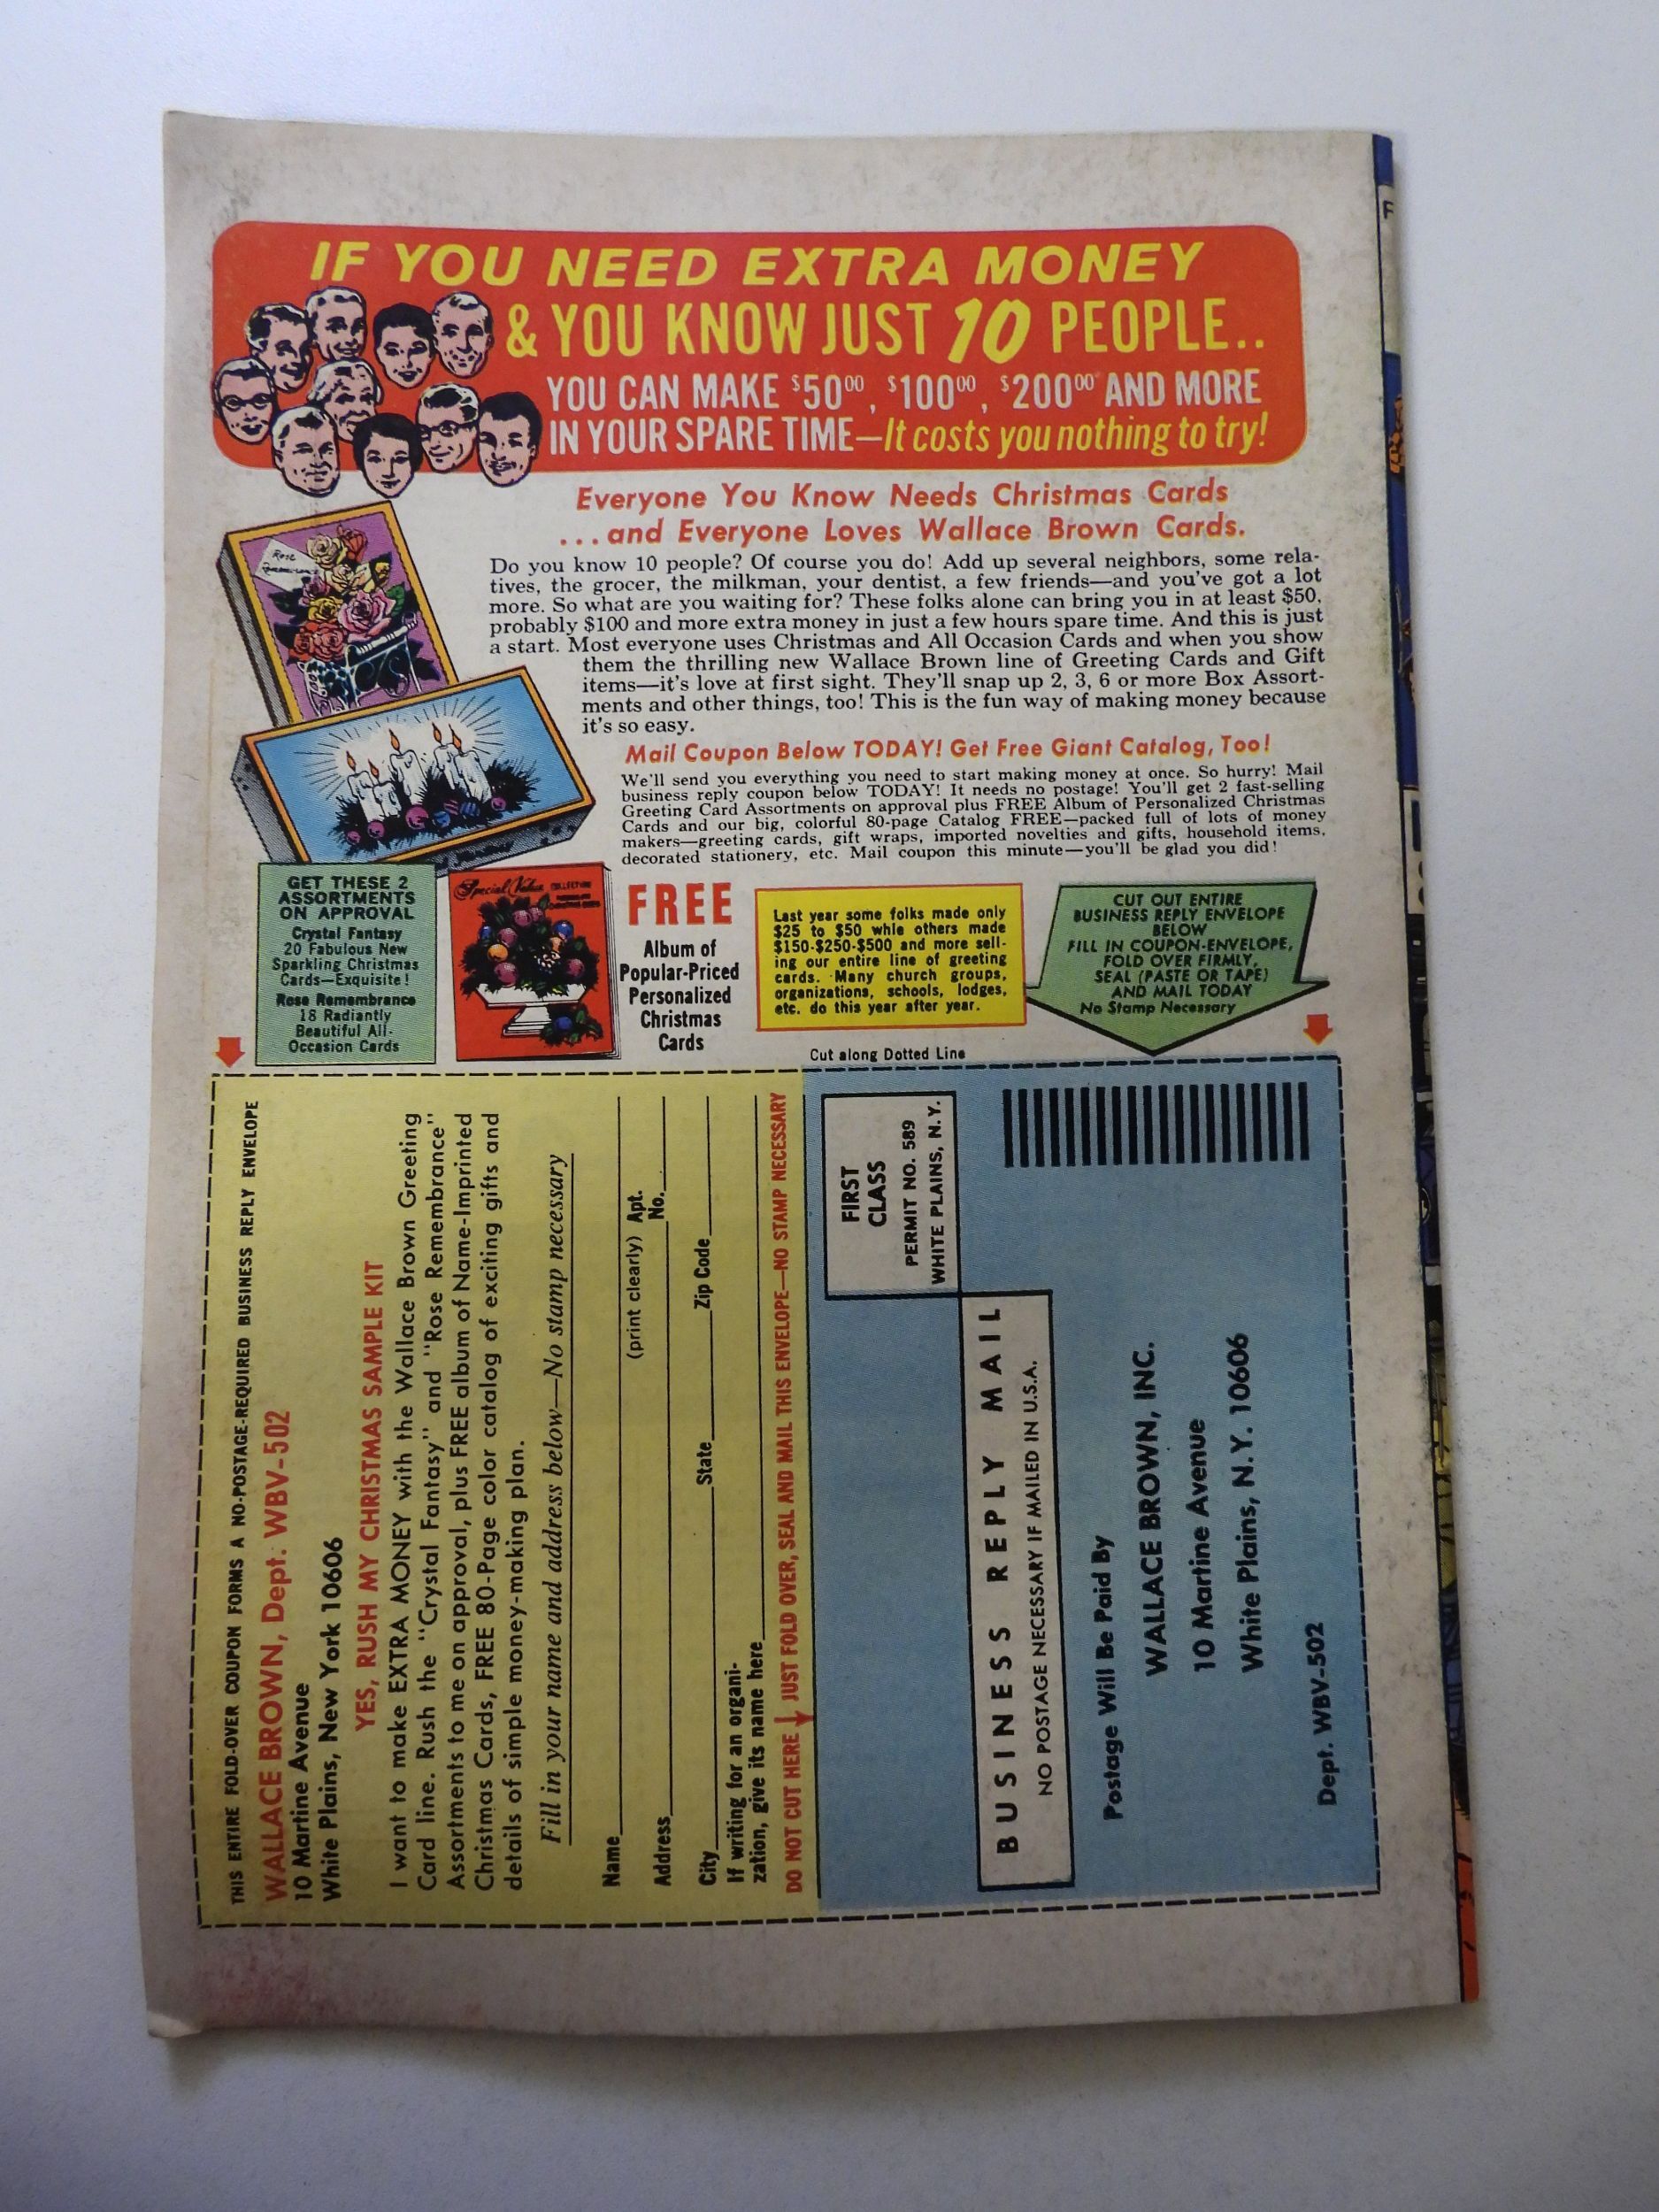 IF YOU NEED EXTRA MONEY
& YOU KNOW JUST 10 PEOPLE..
YOU CAN MAKE $50⁰⁰, $100⁰⁰, $200⁰⁰ AND MORE
IN YOUR SPARE TIME—It costs you nothing to try!
Everyone You Know Needs Christmas Cards
...and Everyone Loves Wallace Brown Cards.
Do you know 10 people? Of course you do! Add up several neighbors, some rela-
tives, the grocer, the milkman, your dentist, a few friends—and you've got a lot
more. So what are you waiting for? These folks alone can bring you in at least $50,
probably $100 and more extra money in just a few hours spare time. And this is just
a start. Most everyone uses Christmas and All Occasion Cards and when you show
them the thrilling new Wallace Brown line of Greeting Cards and Gift
items—it's love at first sight. They'll snap up 2, 3, 6 or more Box Assort-
ments and other things, too! This is the fun way of making money because
it's so easy.
Rose
Remembrance
Mail Coupon Below TODAY! Get Free Giant Catalog, Too!
We'll send you everything you need to start making money at once. So hurry! Mail
business reply coupon below TODAY! It needs no postage! You'll get 2 fast-selling
Greeting Card Assortments on approval plus FREE Album of Personalized Christmas
Cards and our big, colorful 80-page Catalog FREE—packed full of lots of money
makers—greeting cards, gift wraps, imported novelties and gifts, household items,
decorated stationery, etc. Mail coupon this minute—you'll be glad you did!
GET THESE 2
ASSORTMENTS
ON APPROVAL
Crystal Fantasy
20 Fabulous New
Sparkling Christmas
Cards—Exquisite!
Rose Remembrance
18 Radiantly
Beautiful All-
Occasion Cards
Special Value COLLECTION
FREE
Album of
Popular-Priced
Personalized
Christmas
Cards
Last year some folks made only
$25 to $50 whle others made
$150-$250-$500 and more sell-
ing our entire line of greeting
cards. Many church groups,
organizations, schools, lodges,
etc. do this year after year.
CUT OUT ENTIRE
BUSINESS REPLY ENVELOPE
BELOW
FILL IN COUPON-ENVELOPE,
FOLD OVER FIRMLY,
SEAL (PASTE OR TAPE)
AND MAIL TODAY
No Stamp Necessary
Cut along Dotted Line
THIS ENTIRE FOLD-OVER COUPON FORMS A NO-POSTAGE-REQUIRED BUSINESS REPLY ENVELOPE
WALLACE BROWN, Dept. WBV-502
10 Martine Avenue
White Plains, New York 10606
YES, RUSH MY CHRISTMAS SAMPLE KIT
I want to make EXTRA MONEY with the Wallace Brown Greeting
Card line. Rush the "Crystal Fantasy" and "Rose Remembrance"
Assortments to me on approval, plus FREE album of Name-Imprinted
Christmas Cards, FREE 80-Page color catalog of exciting gifts and
details of simple money-making plan.
Fill in your name and address below—No stamp necessary
Name
(print clearly) Apt.
Address No.
City State Zip Code
If writing for an organi-
zation, give its name here
DO NOT CUT HERE JUST FOLD OVER, SEAL AND MAIL THIS ENVELOPE—NO STAMP NECESSARY
FIRST
CLASS
PERMIT NO. 589
WHITE PLAINS, N.Y.
BUSINESS REPLY MAIL
NO POSTAGE NECESSARY IF MAILED IN U.S.A.
Postage Will Be Paid By
WALLACE BROWN, INC.
10 Martine Avenue
White Plains, N.Y. 10606
Dept. WBV-502